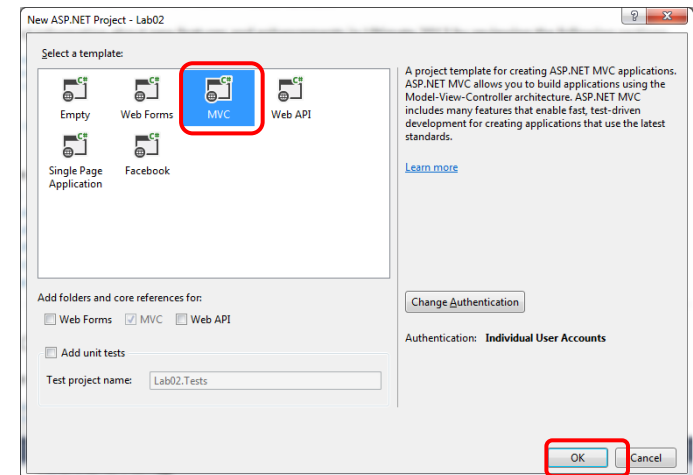 New ASP.NET Project - Lab02
Select a template:
Empty
Web Forms
MVC
Web API
Single Page
Application
Facebook
A project template for creating ASP.NET MVC applications.
ASP.NET MVC allows you to build applications using the
Model-View-Controller architecture. ASP.NET MVC
includes many features that enable fast, test-driven
development for creating applications that use the latest
standards.
Learn more
Add folders and core references for:
Web Forms MVC Web API
Add unit tests
Test project name: Lab02.Tests
Change Authentication
Authentication: Individual User Accounts
OK Cancel